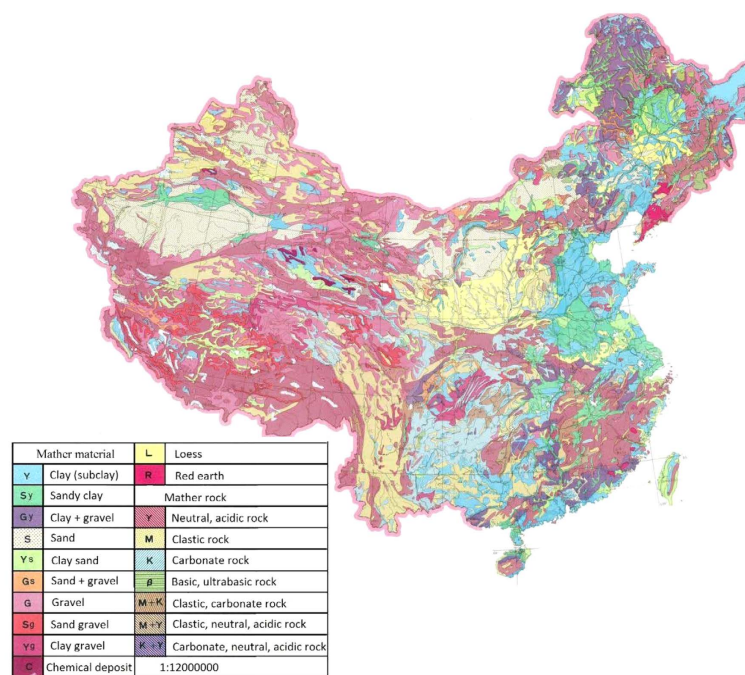 Mather material L Loess
Y Clay (subclay) R Red earth
Sy Sandy clay Mather rock
Gy Clay + gravel γ Neutral, acidic rock
S Sand M Clastic rock
Ys Clay sand K Carbonate rock
Gs Sand + gravel β Basic, ultrabasic rock
G Gravel M+K Clastic, carbonate rock
Sg Sand gravel M+γ Clastic, neutral, acidic rock
Yg Clay gravel K+γ Carbonate, neutral, acidic rock
C Chemical deposit 1:12000000